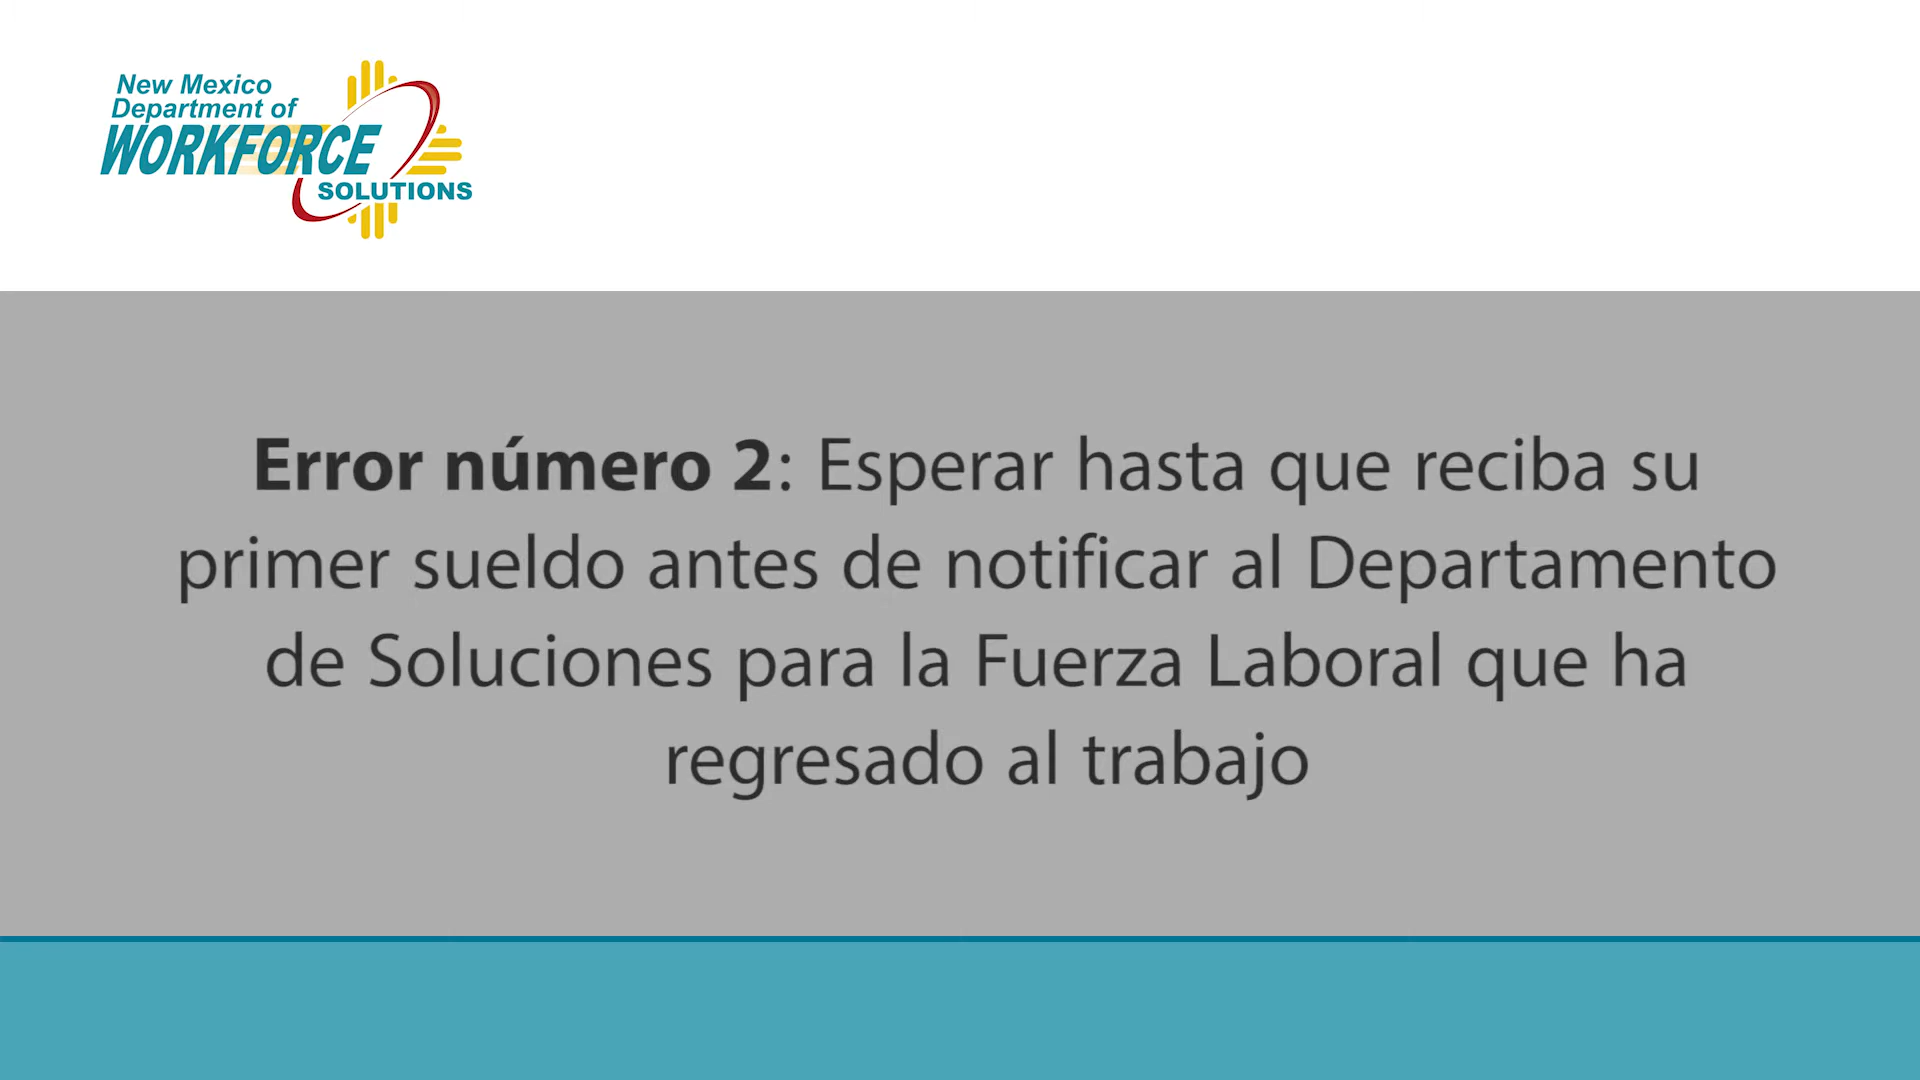 New Mexico
Department of
WORKFORCE
SOLUTIONS
Error número 2: Esperar hasta que reciba su
primer sueldo antes de notificar al Departamento
de Soluciones para la Fuerza Laboral que ha
regresado al trabajo